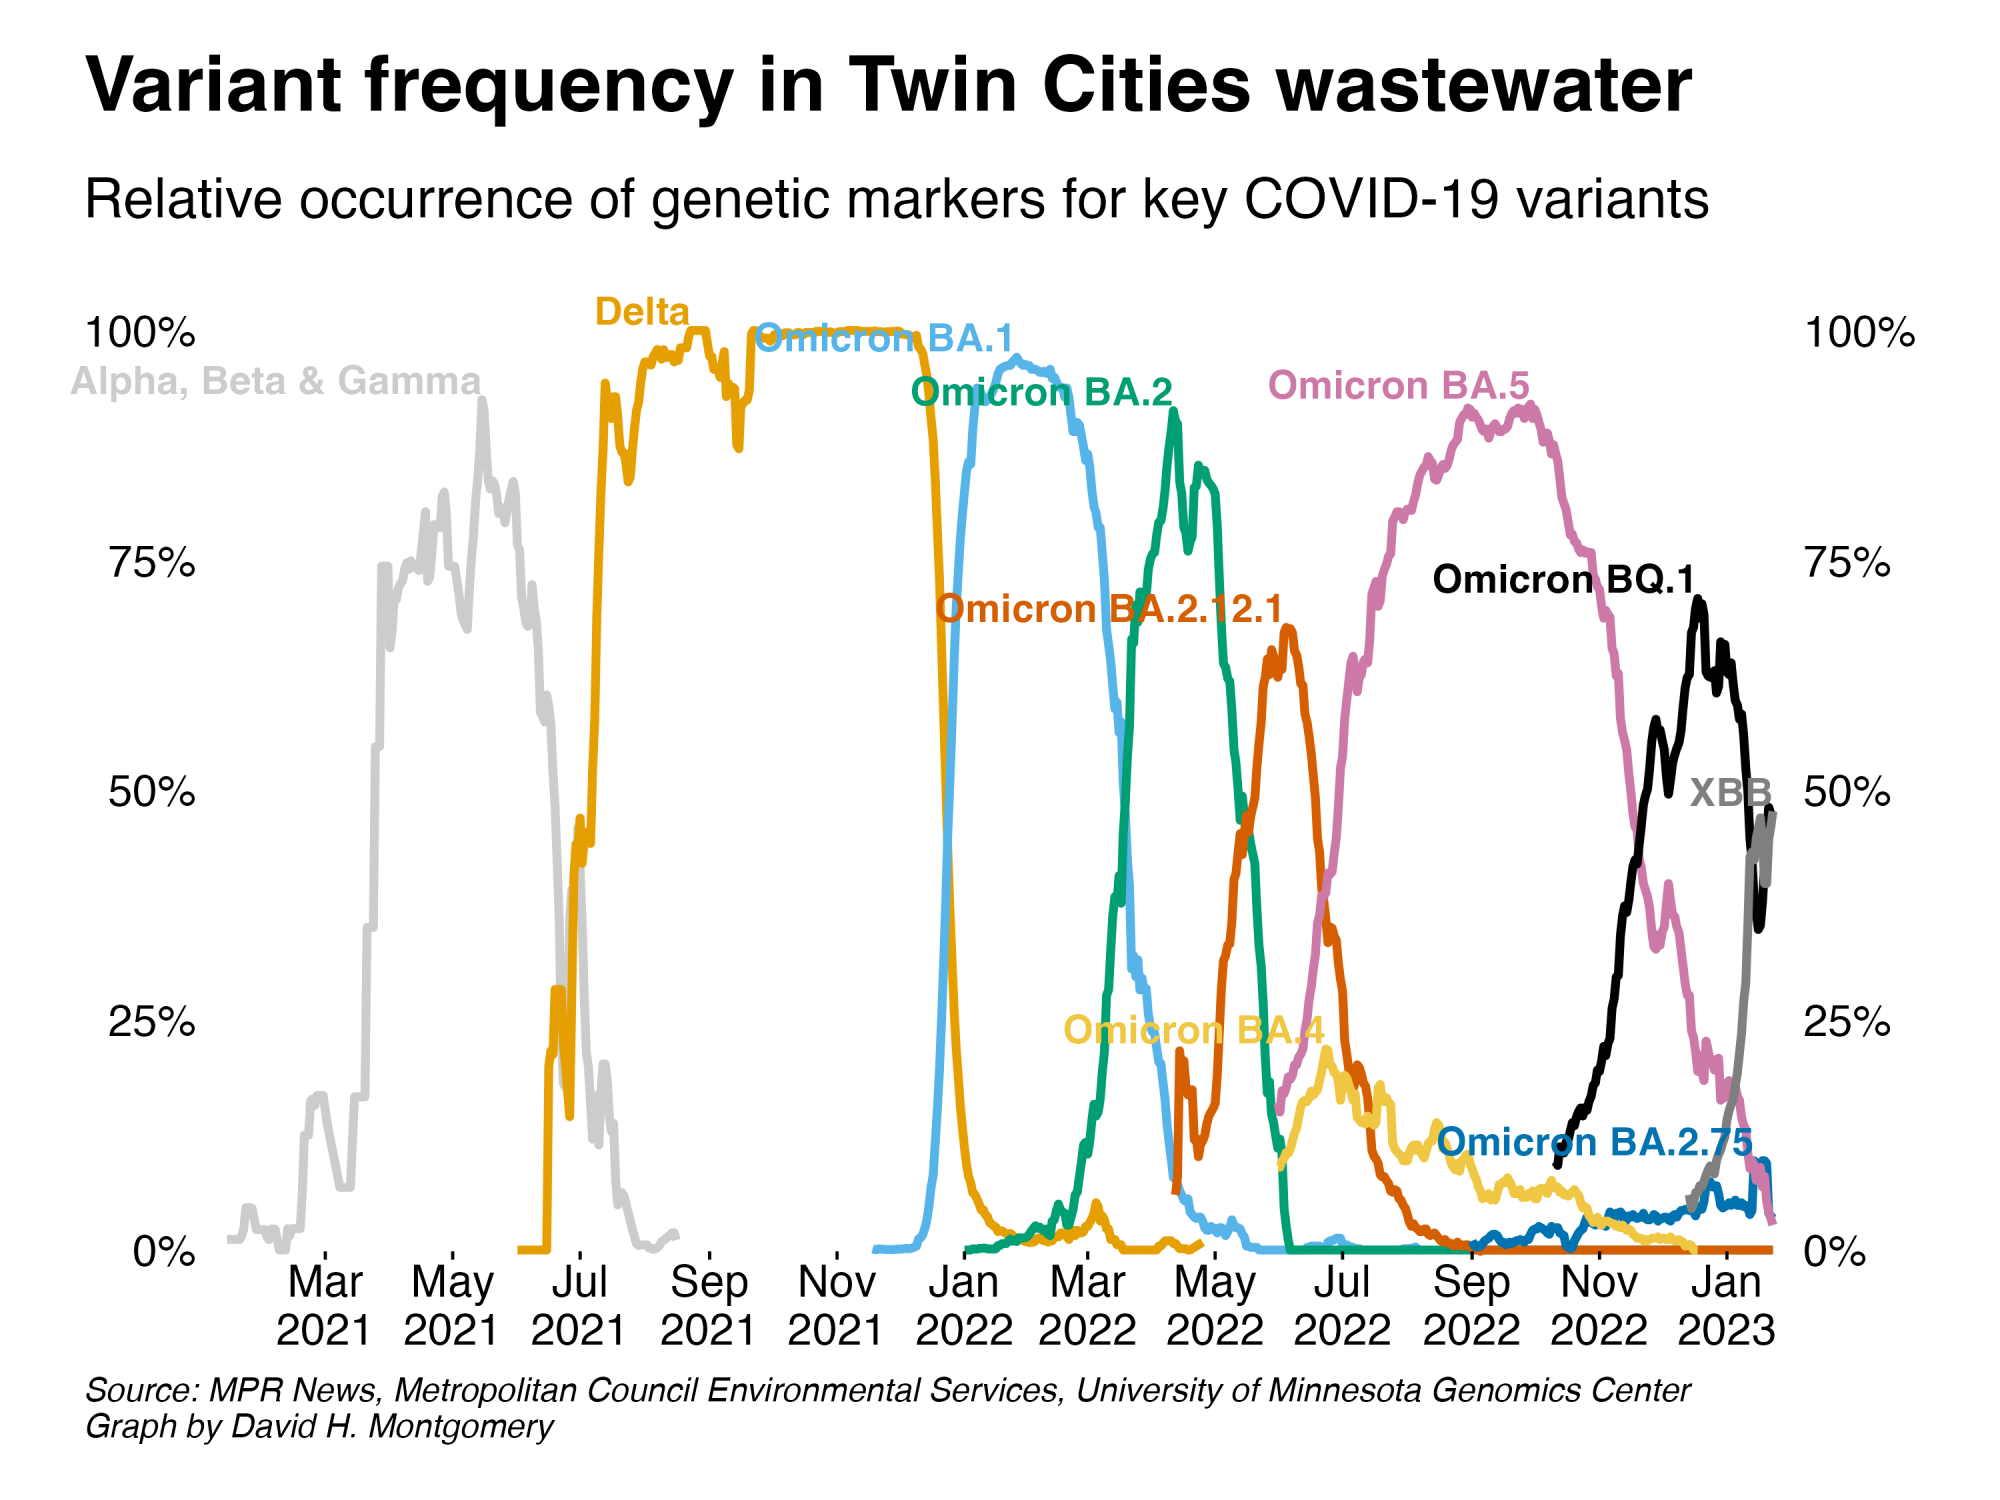 Variant frequency in Twin Cities wastewater
Relative occurrence of genetic markers for key COVID-19 variants
Delta
100%
Omicron BA.1
100%
Alpha, Beta & Gamma
Omicron BA.2
Omicron BA.5
75%
Omicron BQ.1
75%
Omicron BA.2.12.1
50%
XBB
50%
25%
Omicron BA.4
25%
Omicron BA.2.75
0%
0%
Mar 2021
May 2021
Jul 2021
Sep 2021
Nov 2021
Jan 2022
Mar 2022
May 2022
Jul 2022
Sep 2022
Nov 2022
Jan 2023
Source: MPR News, Metropolitan Council Environmental Services, University of Minnesota Genomics Center
Graph by David H. Montgomery